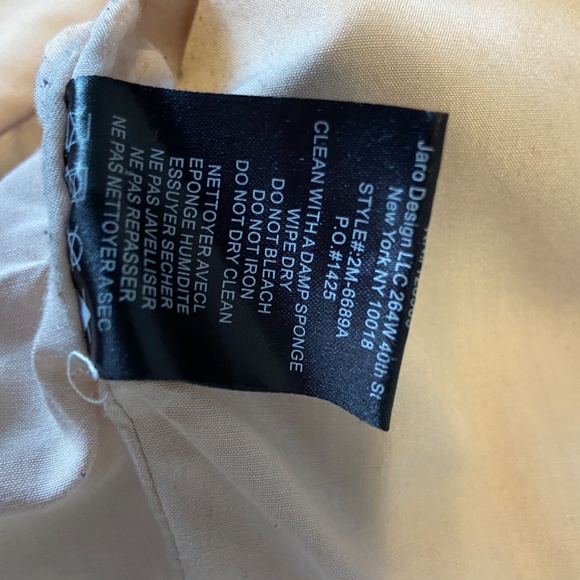 Jaro Design LLC 264W 40th St.
New York NY 10018
STYLE#:2M-6689A
P.O.#1425
CLEAN WITH A DAMP SPONGE
WIPE DRY
DO NOT BLEACH
DO NOT IRON
DO NOT DRY CLEAN
NETTOYER AVECL
EPONGE HUMIDITE
ESSUYER SECHER
NE PAS JAVELLISER
NE PAS REPASSER
NE PAS NETTOYER A SEC